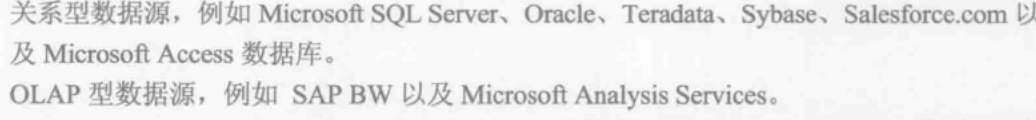 关系型数据源，例如 Microsoft SQL Server、Oracle、Teradata、Sybase、Salesforce.com 以
及 Microsoft Access 数据库。
OLAP 型数据源，例如 SAP BW 以及 Microsoft Analysis Services。